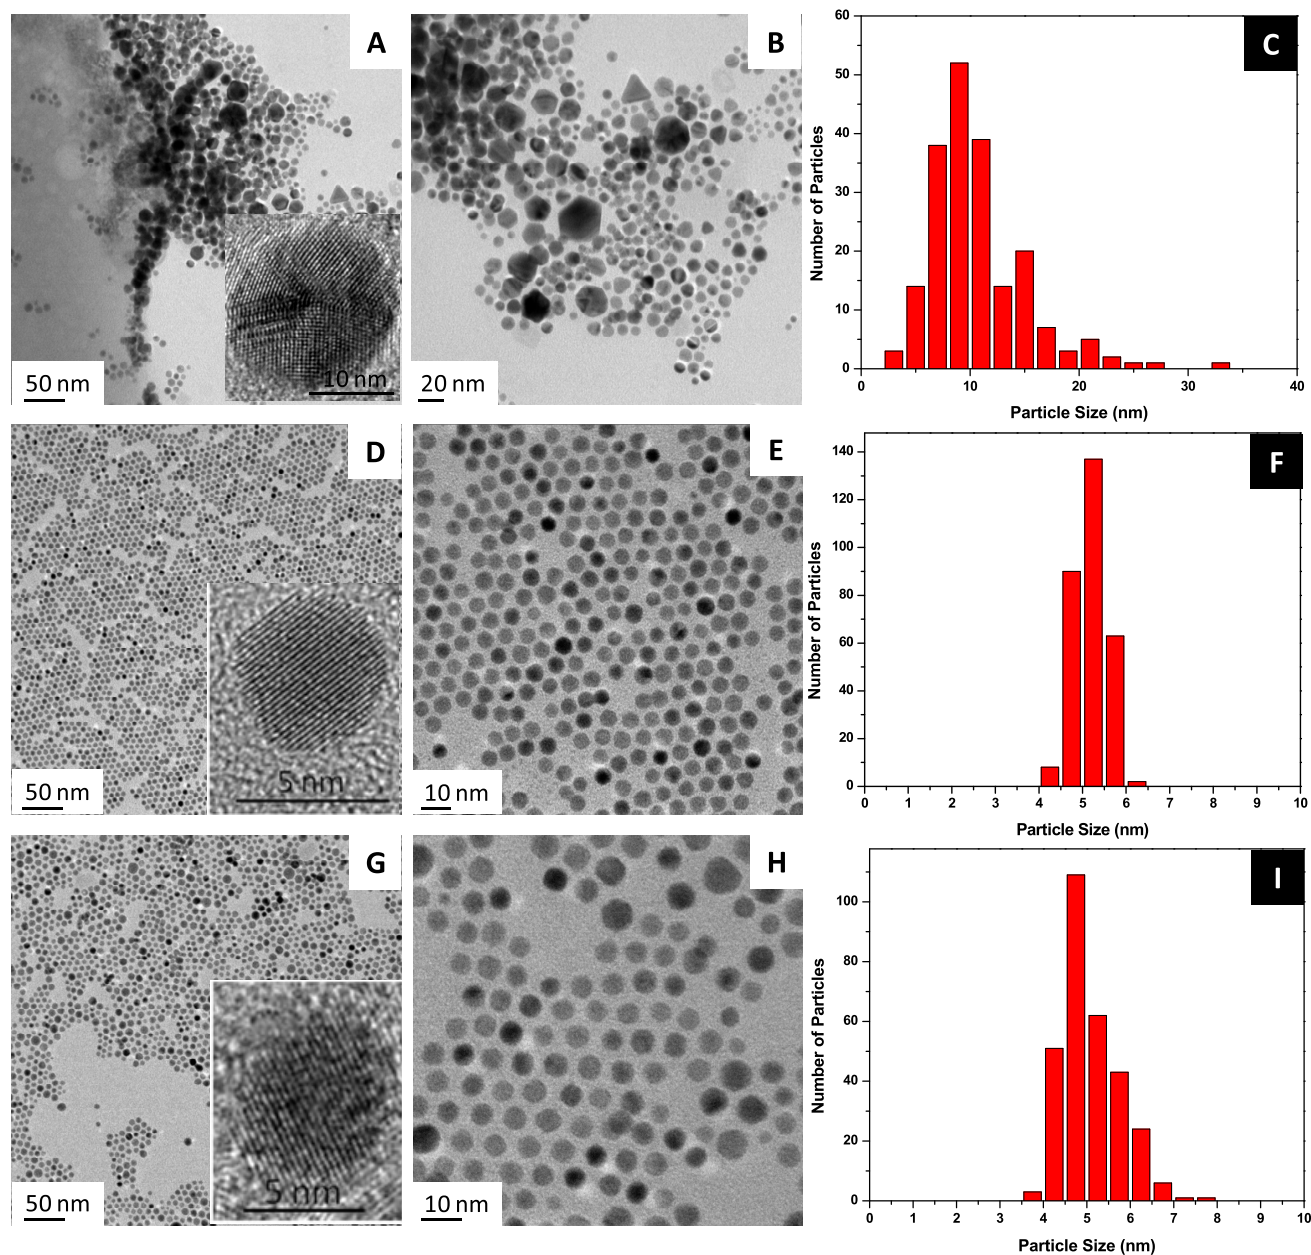 A
50 nm
10 nm
B
20 nm
C
60
50
40
30
20
10
0
Number of Particles
0 10 20 30 40
Particle Size (nm)
D
50 nm
5 nm
E
10 nm
F
140
120
100
80
60
40
20
0
Number of Particles
0 1 2 3 4 5 6 7 8 9 10
Particle Size (nm)
G
50 nm
5 nm
H
10 nm
I
100
80
60
40
20
0
Number of Particles
0 1 2 3 4 5 6 7 8 9 10
Particle Size (nm)